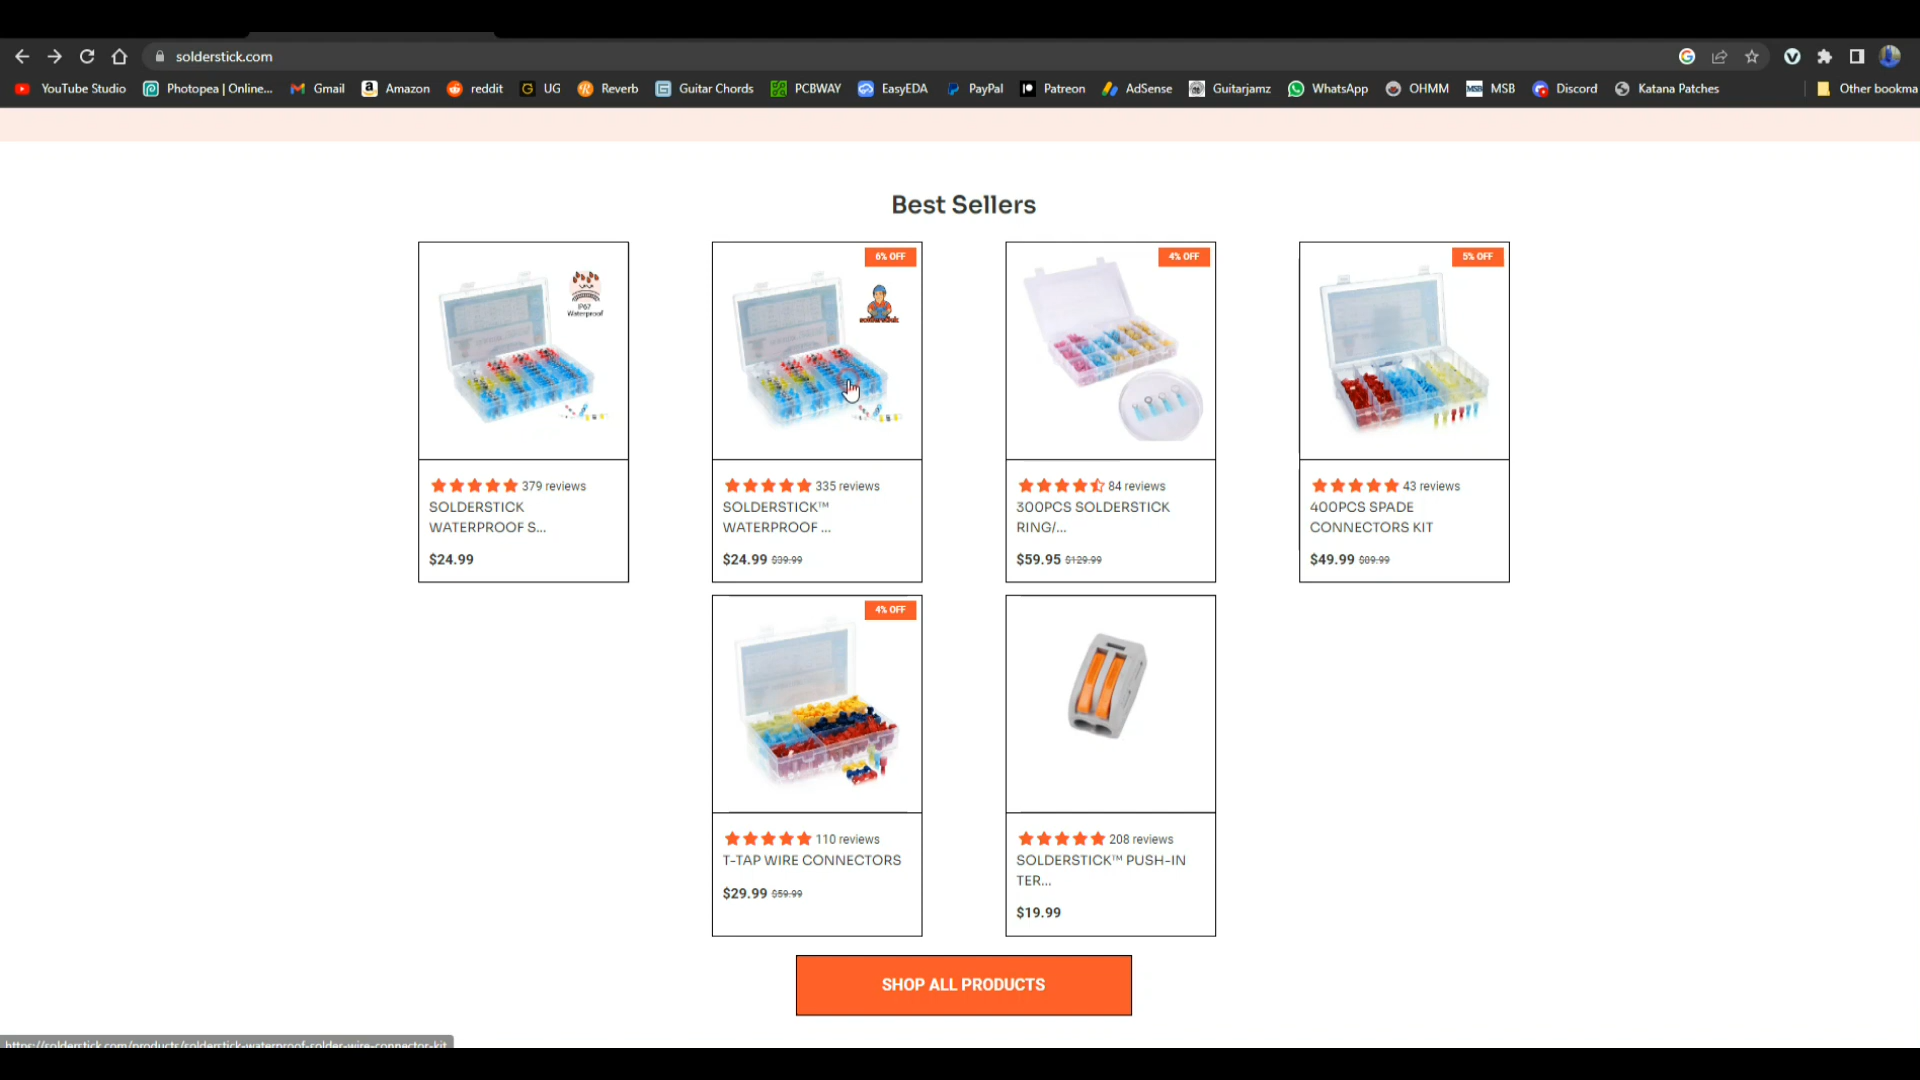 solderstick.com
YouTube Studio
Photopea | Online...
Gmail
Amazon
reddit
UG
Reverb
Guitar Chords
PCBWAY
EasyEDA
PayPal
Patreon
AdSense
Guitarjamz
WhatsApp
OHMM
MSB
Discord
Katana Patches
Other bookma
Best Sellers
IP67
Waterproof
379 reviews
SOLDERSTICK
WATERPROOF S...
$24.99
6% OFF
solderstick
335 reviews
SOLDERSTICK™
WATERPROOF ...
$24.99 $39.99
4% OFF
84 reviews
300PCS SOLDERSTICK
RING/...
$59.95 $129.99
5% OFF
43 reviews
400PCS SPADE
CONNECTORS KIT
$49.99 $89.99
4% OFF
110 reviews
T-TAP WIRE CONNECTORS
$29.99 $59.99
208 reviews
SOLDERSTICK™ PUSH-IN
TER...
$19.99
SHOP ALL PRODUCTS
https://solderstick.com/products/solderstick-waterproof-solder-wire-connector-kit